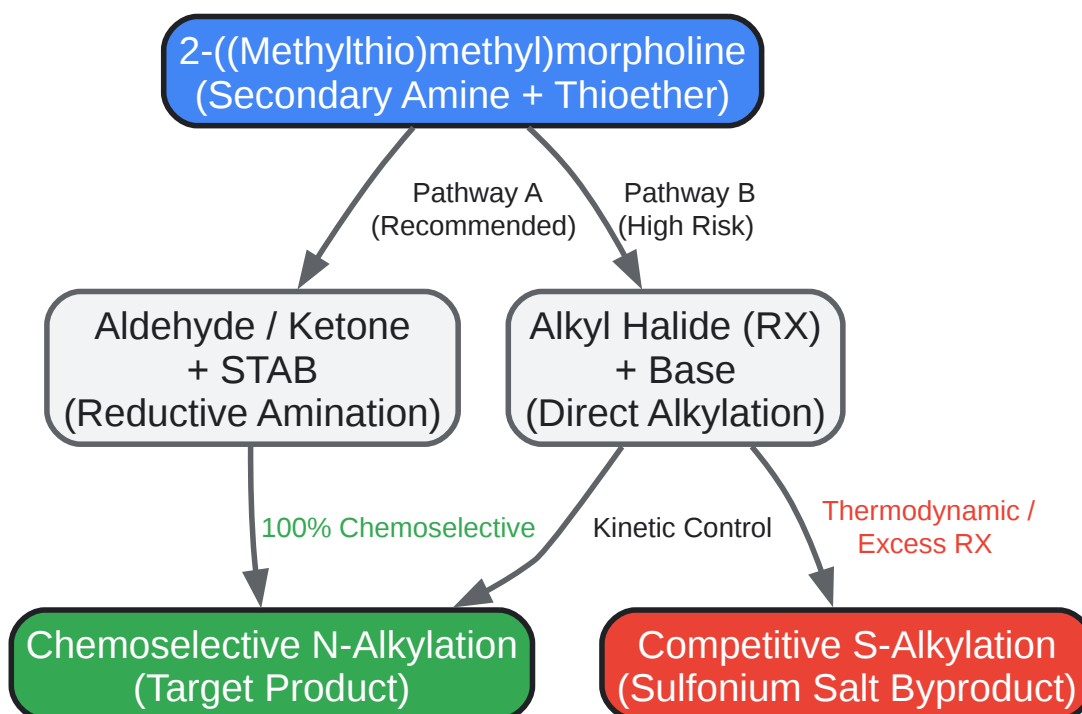 2-((Methylthio)methyl)morpholine
(Secondary Amine + Thioether)
Pathway A
(Recommended)
Pathway B
(High Risk)
Aldehyde / Ketone
+ STAB
(Reductive Amination)
Alkyl Halide (RX)
+ Base
(Direct Alkylation)
100% Chemoselective
Kinetic Control
Thermodynamic /
Excess RX
Chemoselective N-Alkylation
(Target Product)
Competitive S-Alkylation
(Sulfonium Salt Byproduct)